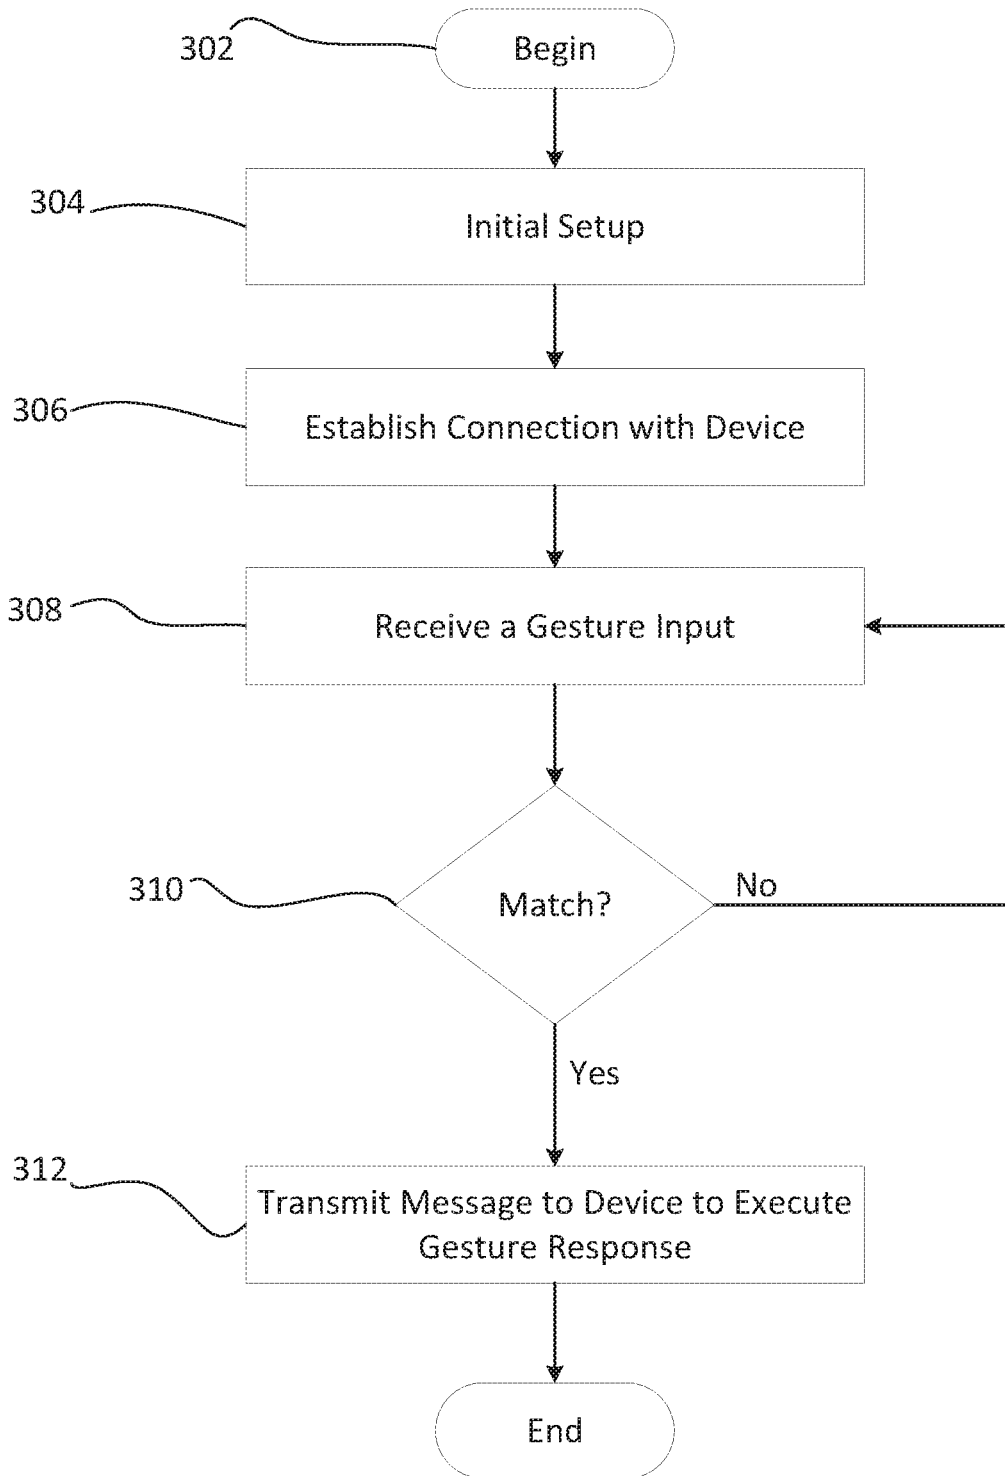 302
Begin
304
Initial Setup
306
Establish Connection with Device
308
Receive a Gesture Input
310
Match?
No
Yes
312
Transmit Message to Device to Execute
Gesture Response
End